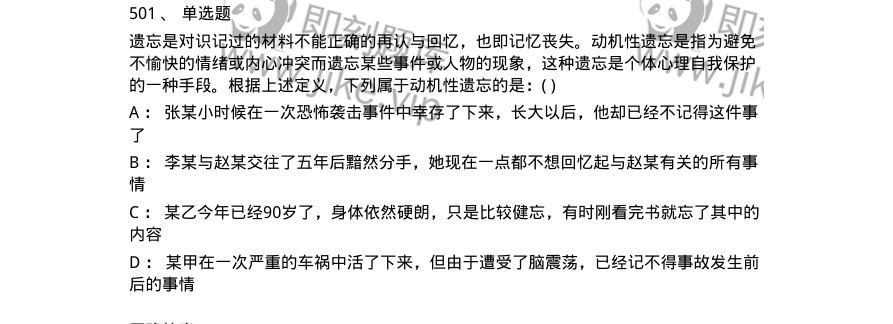 501 、 单选题
遗忘是对识记过的材料不能正确的再认与回忆，也即记忆丧失。动机性遗忘是指为避免
不愉快的情绪或内心冲突而遗忘某些事件或人物的现象，这种遗忘是个体心理自我保护
的一种手段。根据上述定义，下列属于动机性遗忘的是：( )
A ： 张某小时候在一次恐怖袭击事件中幸存了下来，长大以后，他却已经不记得这件事
了
B ： 李某与赵某交往了五年后黯然分手，她现在一点都不想回忆起与赵某有关的所有事
情
C ： 某乙今年已经90岁了，身体依然硬朗，只是比较健忘，有时刚看完书就忘了其中的
内容
D ： 某甲在一次严重的车祸中活了下来，但由于遭受了脑震荡，已经记不得事故发生前
后的事情